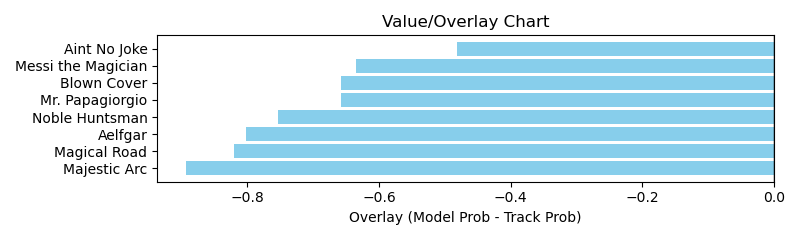 Value/Overlay Chart
Aint No Joke
Messi the Magician
Blown Cover
Mr. Papagiorgio
Noble Huntsman
Aelfgar
Magical Road
Majestic Arc
−0.8 −0.6 −0.4 −0.2 0.0
Overlay (Model Prob - Track Prob)